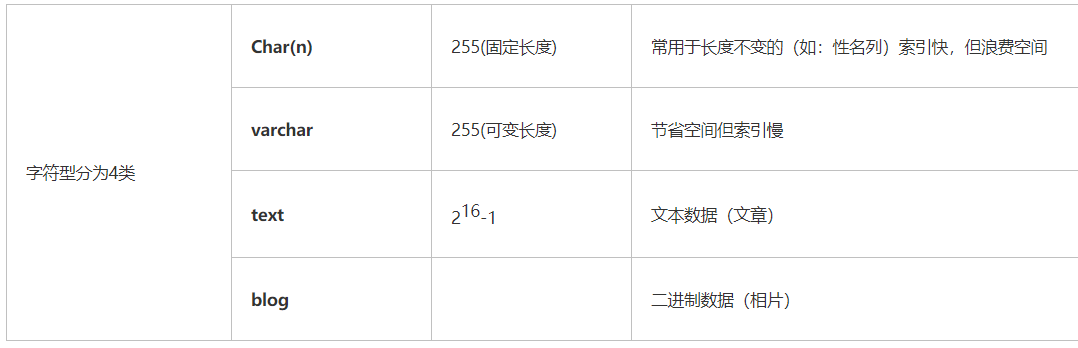 字符型分为4类
Char(n)
255(固定长度)
常用于长度不变的（如：性名列）索引快，但浪费空间
varchar
255(可变长度)
节省空间但索引慢
text
2^16-1
文本数据（文章）
blog
二进制数据（相片）